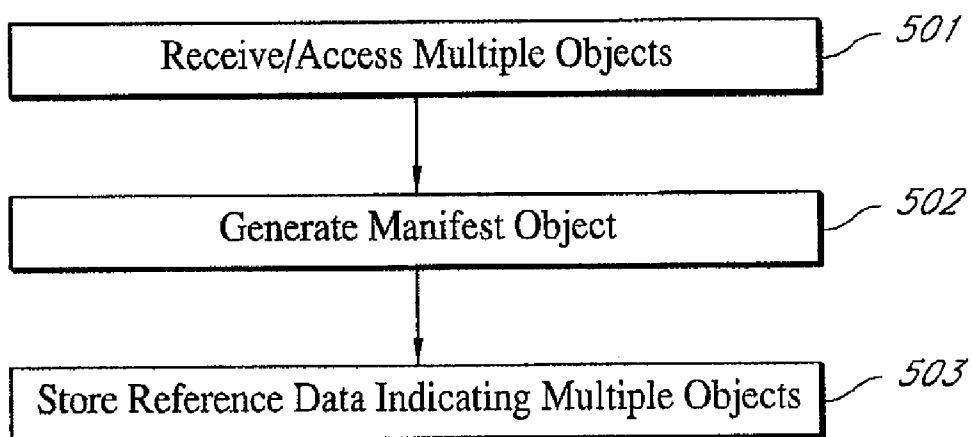 Receive/Access Multiple Objects
501
Generate Manifest Object
502
Store Reference Data Indicating Multiple Objects
503